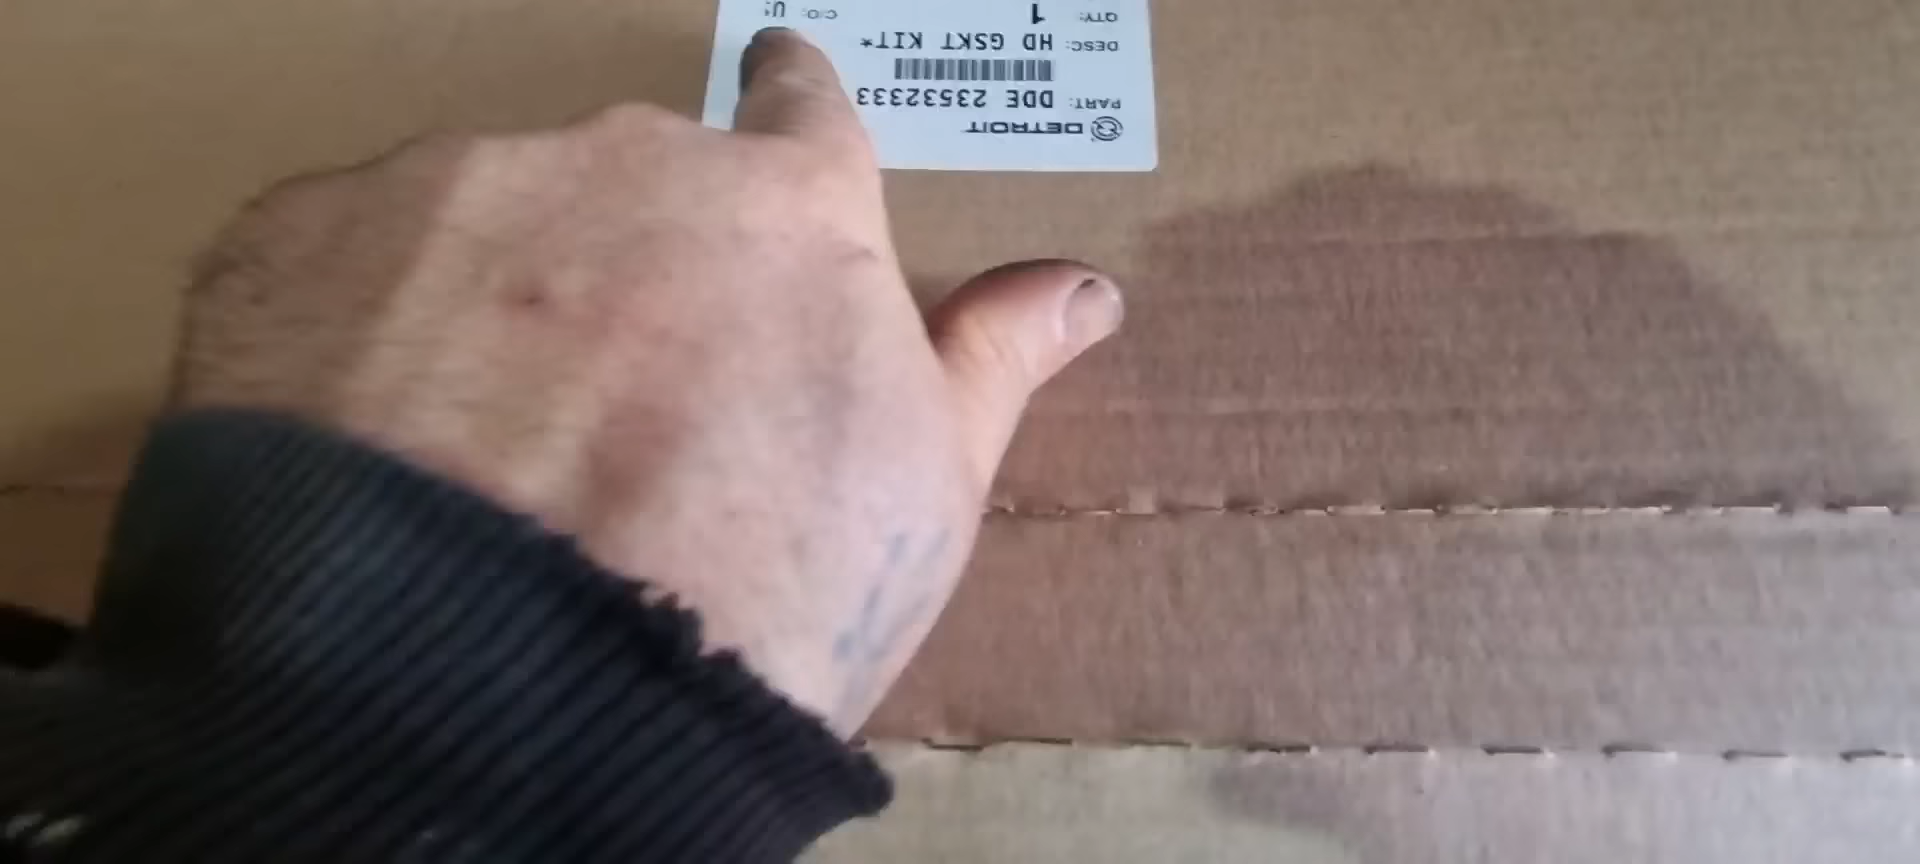 DETROIT
PART: DDE 23532333
DESC: HD GSKT KIT*
QTY: 1 C/O: U